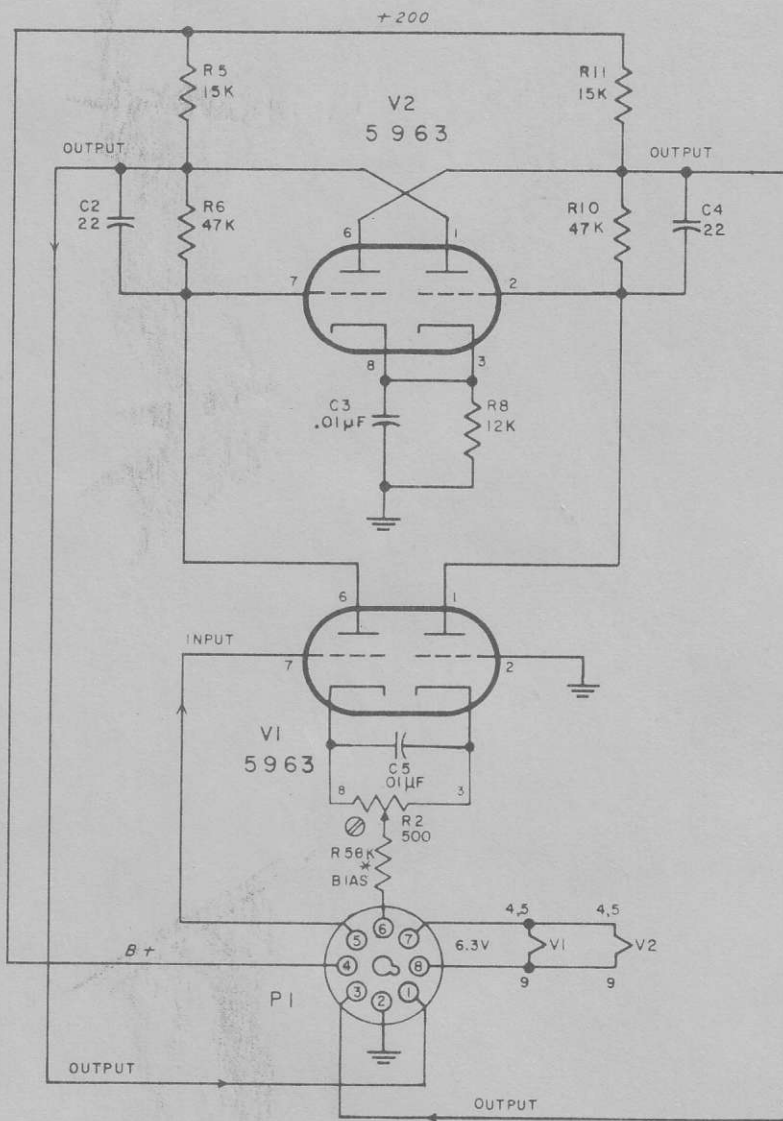 +200
R5
15K
R11
15K
V2
5963
OUTPUT
OUTPUT
C2
22
R6
47K
R10
47K
C4
22
6
1
7
2
8
3
C3
.01µF
R8
12K
6
1
INPUT
7
2
V1
5963
C5
.01µF
8
3
R2
500
R 58K
*
BIAS
4,5
4,5
5
6
7
6.3V
V1
V2
B+
4
8
9
9
P1
3
2
1
OUTPUT
OUTPUT